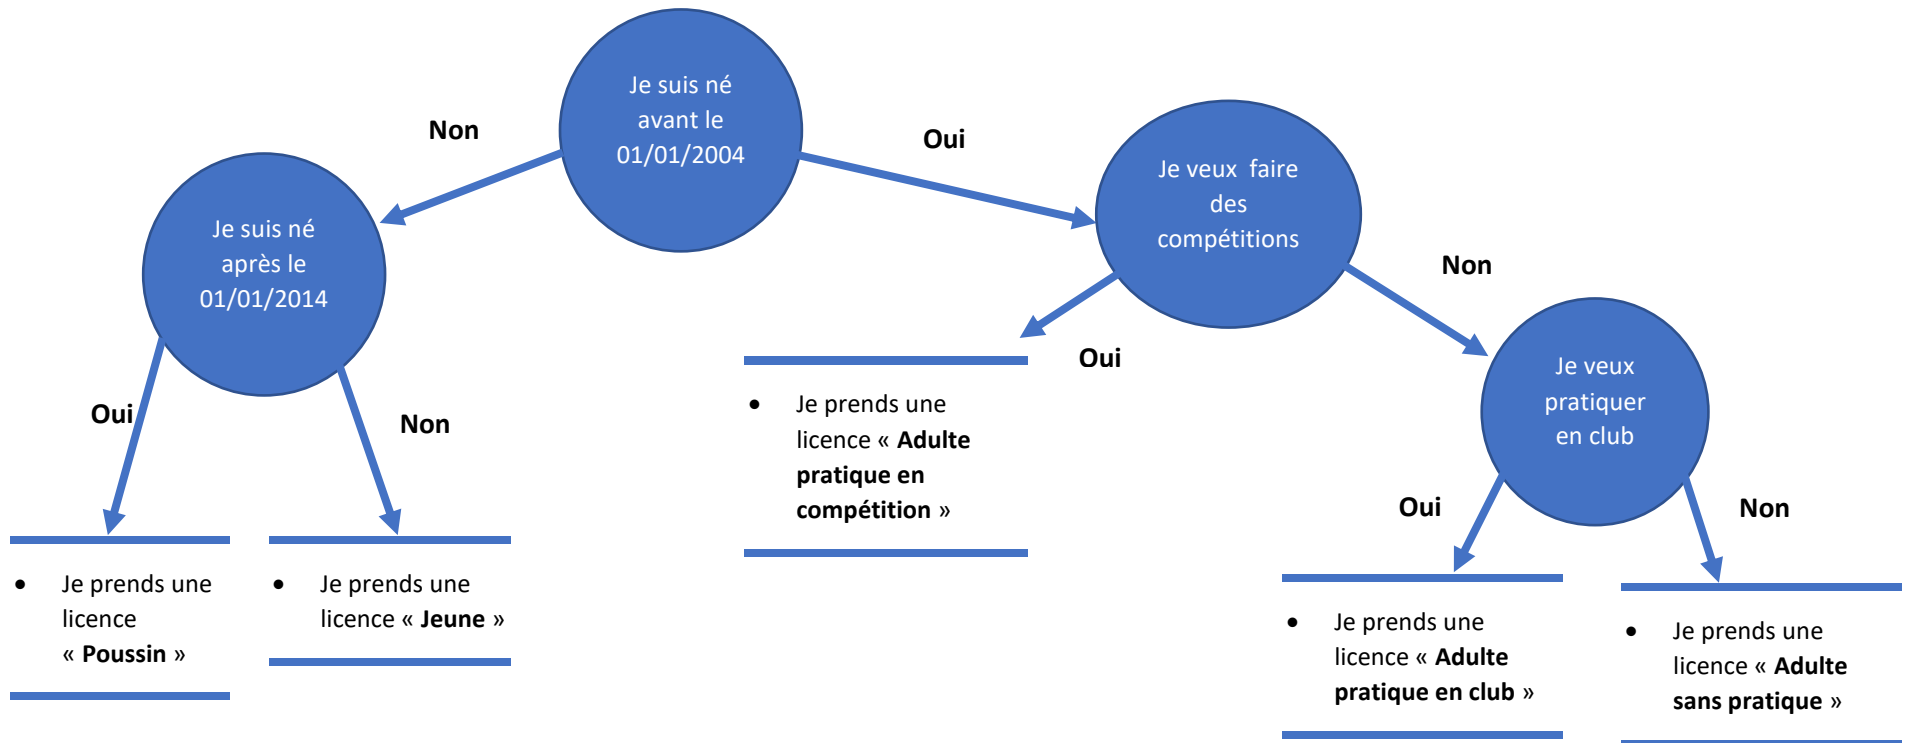 Je suis né
avant le
01/01/2004
Non
Oui
Je suis né
après le
01/01/2014
Je veux  faire
des
compétitions
Non
Oui
Je veux
pratiquer
en club
Oui
Non
• Je prends une
licence « Adulte
pratique en
compétition »
Oui
Non
• Je prends une
licence
« Poussin »
• Je prends une
licence « Jeune »
• Je prends une
licence « Adulte
pratique en club »
• Je prends une
licence « Adulte
sans pratique »